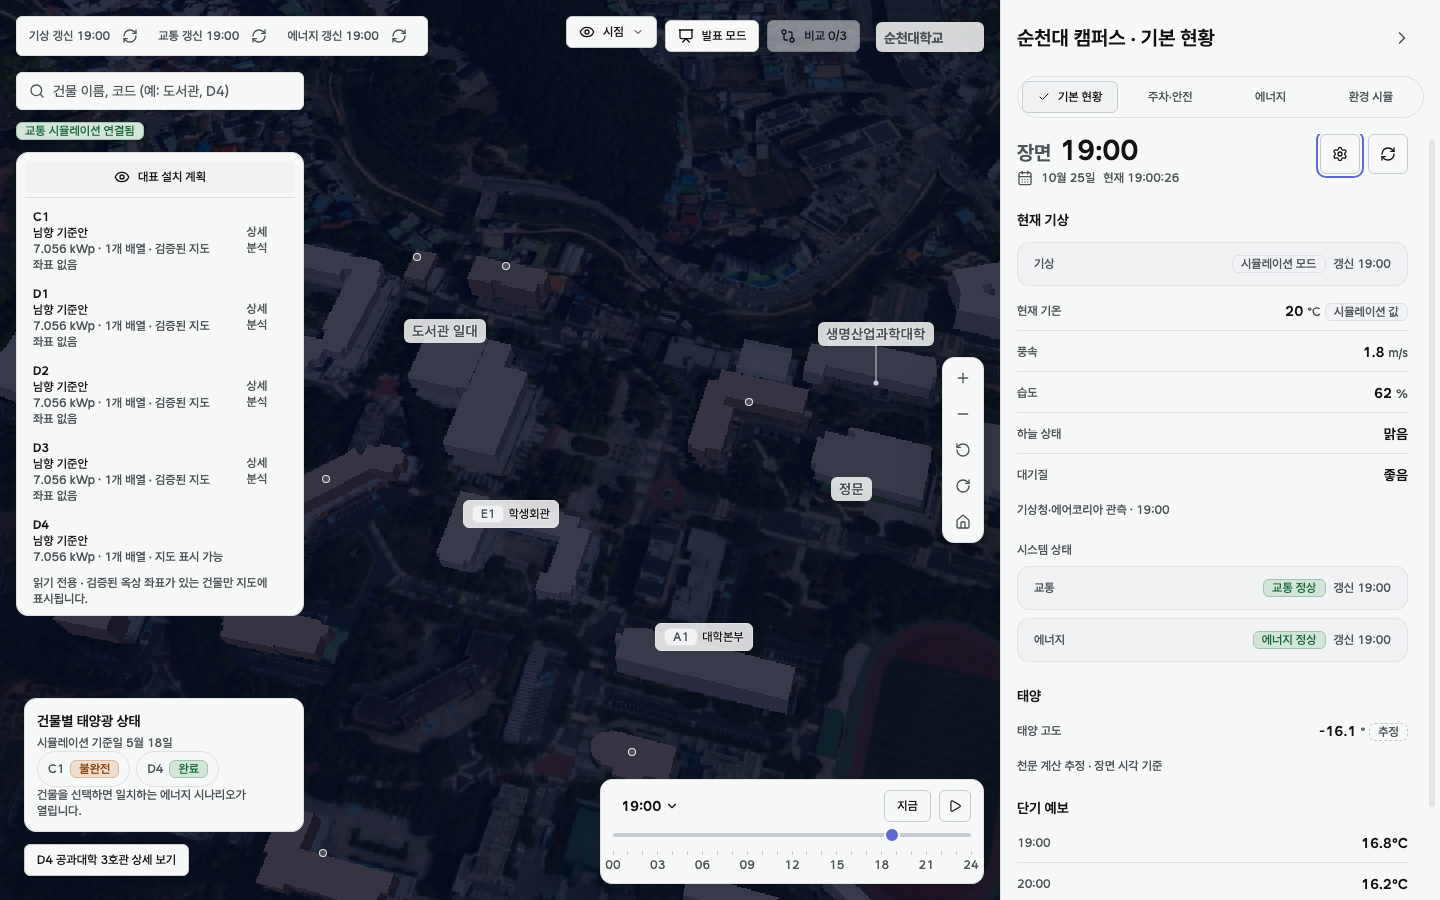 기상 갱신 19:00
교통 갱신 19:00
에너지 갱신 19:00
시점
발표 모드
비교 0/3
순천대학교
건물 이름, 코드 (예: 도서관, D4)
교통 시뮬레이션 연결됨
대표 설치 계획
C1
남향 기준안
7.056 kWp · 1개 배열 · 검증된 지도
좌표 없음
상세
분석
D1
남향 기준안
7.056 kWp · 1개 배열 · 검증된 지도
좌표 없음
상세
분석
D2
남향 기준안
7.056 kWp · 1개 배열 · 검증된 지도
좌표 없음
상세
분석
D3
남향 기준안
7.056 kWp · 1개 배열 · 검증된 지도
좌표 없음
상세
분석
D4
남향 기준안
7.056 kWp · 1개 배열 · 지도 표시 가능
읽기 전용 · 검증된 옥상 좌표가 있는 건물만 지도에
표시됩니다.
도서관 일대
생명산업과학대학
정문
E1 학생회관
A1 대학본부
건물별 태양광 상태
시뮬레이션 기준일 5월 18일
C1 불완전
D4 완료
건물을 선택하면 일치하는 에너지 시나리오가
열립니다.
D4 공과대학 3호관 상세 보기
19:00
지금
00 03 06 09 12 15 18 21 24
순천대 캠퍼스 · 기본 현황
기본 현황
주차·안전
에너지
환경 시뮬
장면 19:00
10월 25일 현재 19:00:26
현재 기상
기상 시뮬레이션 모드 갱신 19:00
현재 기온 20 °C 시뮬레이션 값
풍속 1.8 m/s
습도 62 %
하늘 상태 맑음
대기질 좋음
기상청·에어코리아 관측 · 19:00
시스템 상태
교통 교통 정상 갱신 19:00
에너지 에너지 정상 갱신 19:00
태양
태양 고도 -16.1 ° 추정
천문 계산 추정 · 장면 시각 기준
단기 예보
19:00 16.8°C
20:00 16.2°C